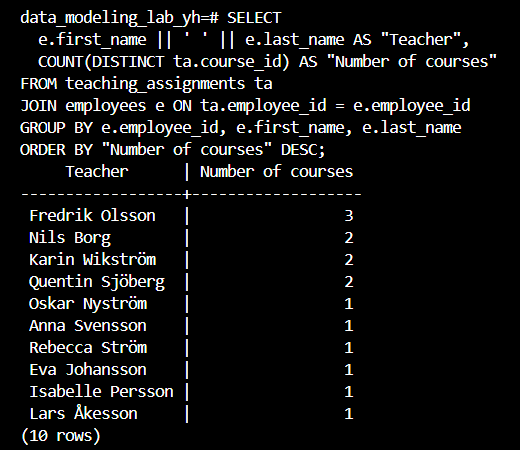 data_modeling_lab_yh=# SELECT
  e.first_name || ' ' || e.last_name AS "Teacher",
  COUNT(DISTINCT ta.course_id) AS "Number of courses"
FROM teaching_assignments ta
JOIN employees e ON ta.employee_id = e.employee_id
GROUP BY e.employee_id, e.first_name, e.last_name
ORDER BY "Number of courses" DESC;
     Teacher      | Number of courses
------------------+-------------------
 Fredrik Olsson   |                 3
 Nils Borg        |                 2
 Karin Wikström   |                 2
 Quentin Sjöberg  |                 2
 Oskar Nyström    |                 1
 Anna Svensson    |                 1
 Rebecca Ström    |                 1
 Eva Johansson    |                 1
 Isabelle Persson |                 1
 Lars Åkesson     |                 1
(10 rows)